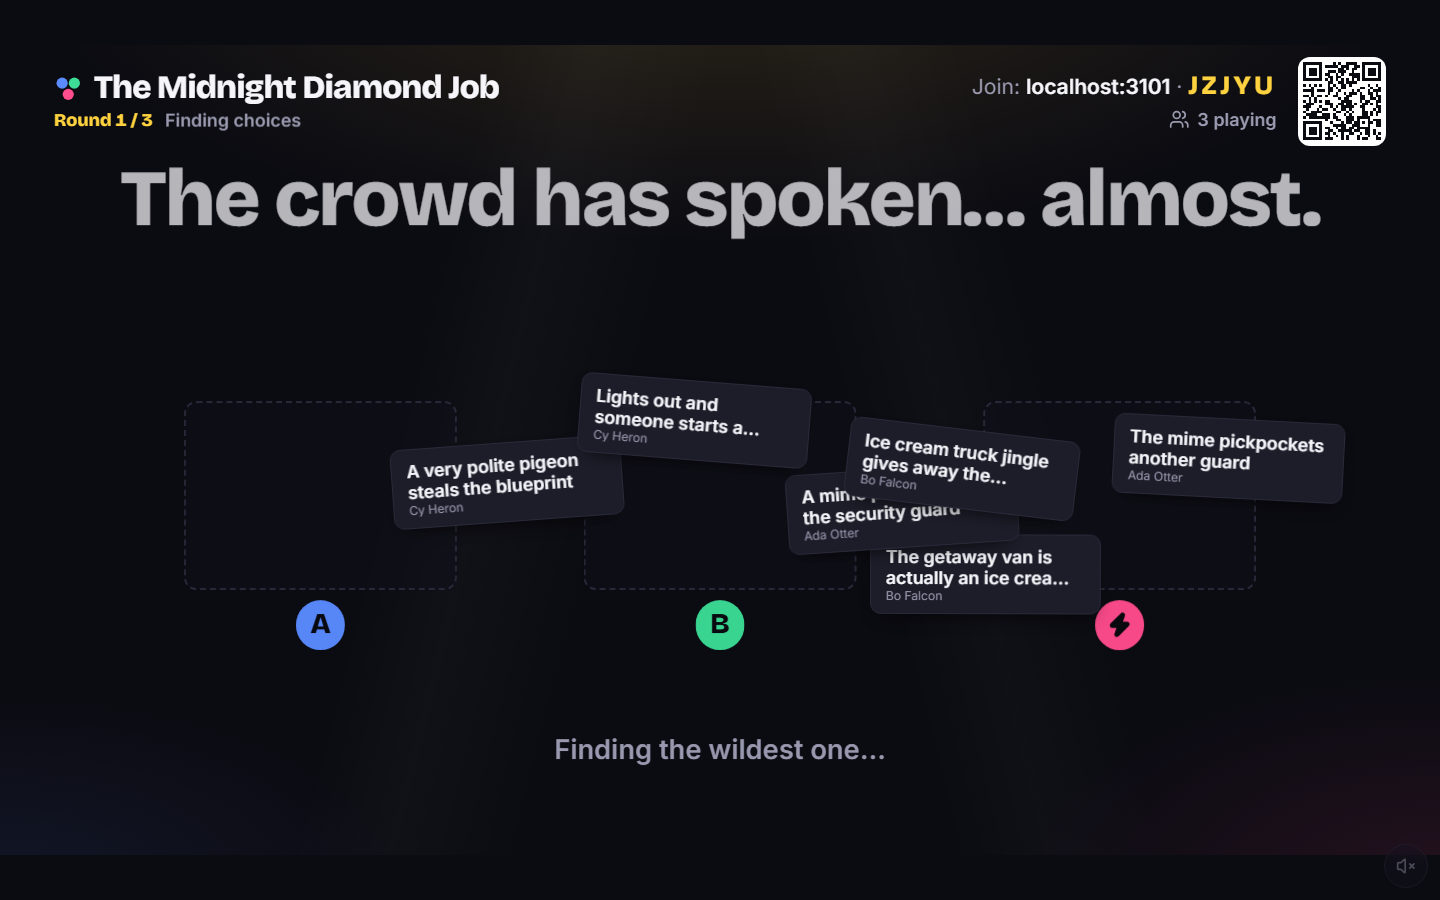 The Midnight Diamond Job
Round 1 / 3 Finding choices
Join: localhost:3101 · JZJYU
3 playing
The crowd has spoken... almost.
Lights out and
someone starts a...
Cy Heron
A very polite pigeon
steals the blueprint
Cy Heron
Ice cream truck jingle
gives away the...
Bo Falcon
The mime pickpockets
another guard
Ada Otter
A mim
the security guard
Ada Otter
The getaway van is
actually an ice crea...
Bo Falcon
A
B
Finding the wildest one...